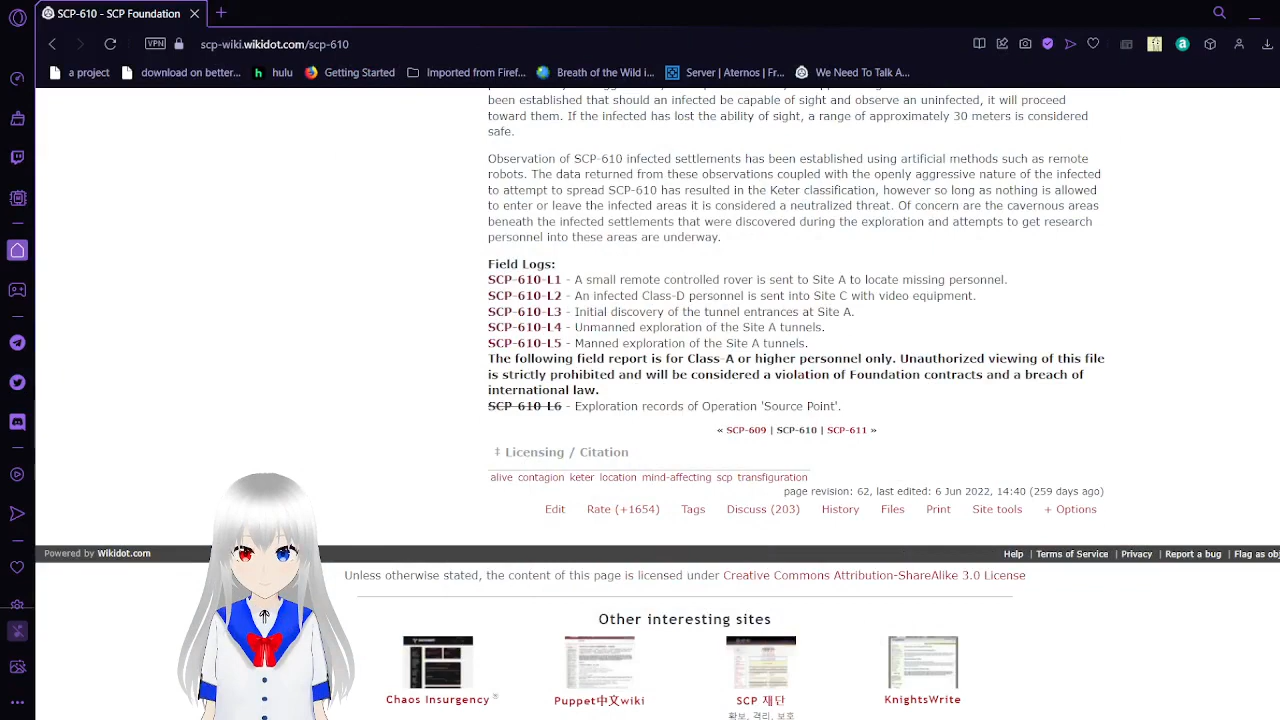 SCP-610 - SCP Foundation
scp-wiki.wikidot.com/scp-610
VPN
a project
download on better...
hulu
Getting Started
Imported from Firef...
Breath of the Wild i...
Server | Aternos | Fr...
We Need To Talk A...
been established that should an infected be capable of sight and observe an uninfected, it will proceed
toward them. If the infected has lost the ability of sight, a range of approximately 30 meters is considered
safe.
Observation of SCP-610 infected settlements has been established using artificial methods such as remote
robots. The data returned from these observations coupled with the openly aggressive nature of the infected
to attempt to spread SCP-610 has resulted in the Keter classification, however so long as nothing is allowed
to enter or leave the infected areas it is considered a neutralized threat. Of concern are the cavernous areas
beneath the infected settlements that were discovered during the exploration and attempts to get research
personnel into these areas are underway.
Field Logs:
SCP-610-L1 - A small remote controlled rover is sent to Site A to locate missing personnel.
SCP-610-L2 - An infected Class-D personnel is sent into Site C with video equipment.
SCP-610-L3 - Initial discovery of the tunnel entrances at Site A.
SCP-610-L4 - Unmanned exploration of the Site A tunnels.
SCP-610-L5 - Manned exploration of the Site A tunnels.
The following field report is for Class-A or higher personnel only. Unauthorized viewing of this file
is strictly prohibited and will be considered a violation of Foundation contracts and a breach of
international law.
SCP-610-L6 - Exploration records of Operation 'Source Point'.
« SCP-609 | SCP-610 | SCP-611 »
‡ Licensing / Citation
alive contagion keter location mind-affecting scp transfiguration
page revision: 62, last edited: 6 Jun 2022, 14:40 (259 days ago)
Edit Rate (+1654) Tags Discuss (203) History Files Print Site tools + Options
Powered by Wikidot.com
Help | Terms of Service | Privacy | Report a bug | Flag as obj
Unless otherwise stated, the content of this page is licensed under Creative Commons Attribution-ShareAlike 3.0 License
Other interesting sites
Chaos Insurgency
Puppet中文wiki
SCP 재단
KnightsWrite
확보, 격리, 보호